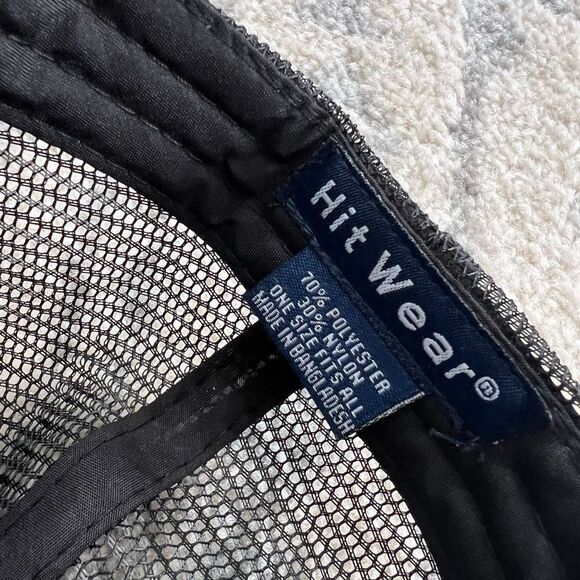 Hit Wear®
70% POLYESTER
30% NYLON
ONE SIZE FITS ALL
MADE IN BANGLADESH